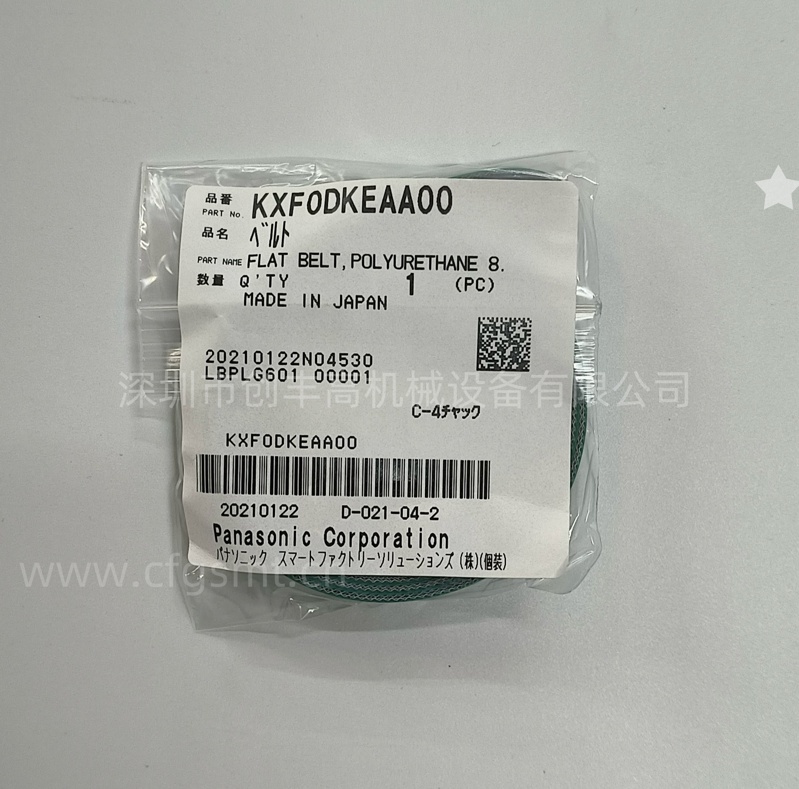 品番
PART No. KXF0DKEAA00
品名 ベルト
PART NAME FLAT BELT,POLYURETHANE 8.
数量 Q'TY 1 (PC)
MADE IN JAPAN
20210122N04530
LBPLG601 00001
深圳市创丰高机械设备有限公司
C-4チャック
KXF0DKEAA00
20210122 D-021-04-2
Panasonic Corporation
パナソニック スマートファクトリーソリューションズ(株)(個装)
www.cfgsmt.cn